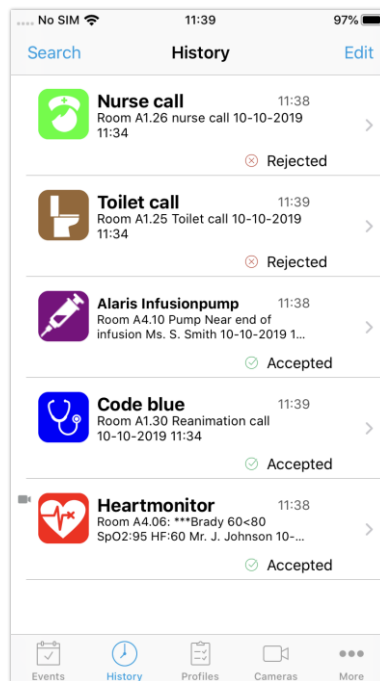 No SIM 11:39 97%
Search History Edit
Nurse call 11:38
Room A1.26 nurse call 10-10-2019
11:34
Rejected
Toilet call 11:39
Room A1.25 Toilet call 10-10-2019
11:34
Rejected
Alaris Infusionpump 11:38
Room A4.10 Pump Near end of
infusion Ms. S. Smith 10-10-2019 1...
Accepted
Code blue 11:39
Room A1.30 Reanimation call
10-10-2019 11:34
Accepted
Heartmonitor 11:38
Room A4.06: ***Brady 60<80
SpO2:95 HF:60 Mr. J. Johnson 10-...
Accepted
Events History Profiles Cameras More